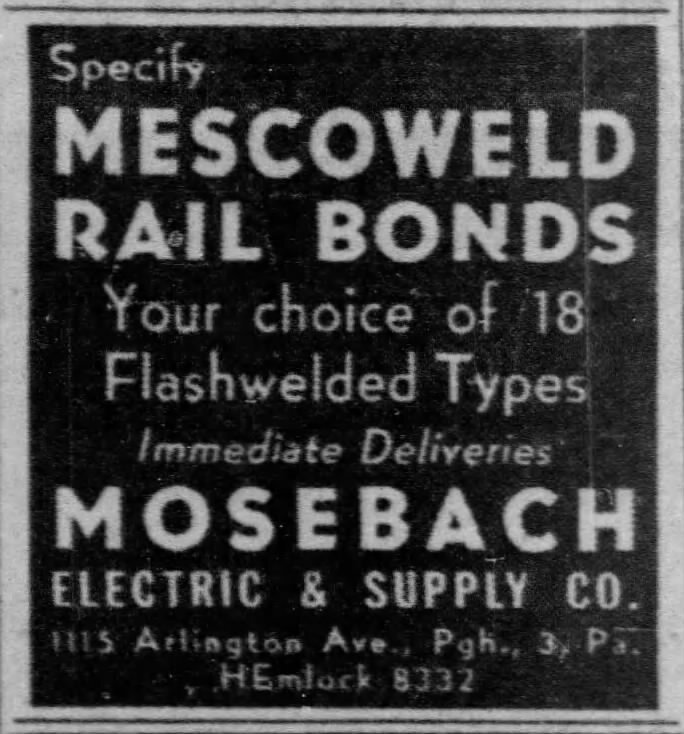 Specify
MESCOWELD
RAIL BONDS
Your choice of 18
Flashwelded Types
Immediate Deliveries
MOSEBACH
ELECTRIC & SUPPLY CO.
1115 Arlington Ave., Pgh., 3, Pa.
HEmlock 8332